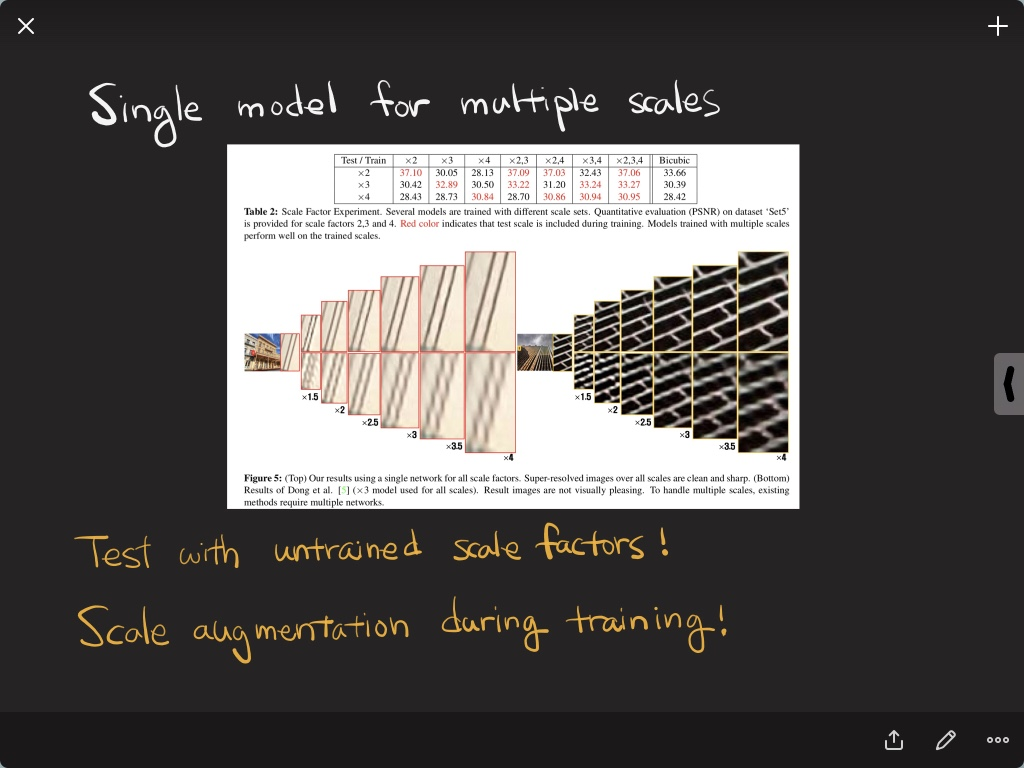 Single model for multiple scales
Test / Train ×2 ×3 ×4 ×2,3 ×2,4 ×3,4 ×2,3,4 Bicubic
×2 37.10 30.05 28.13 37.09 37.03 32.43 37.06 33.66
×3 30.42 32.89 30.50 33.22 31.20 33.24 33.27 30.39
×4 28.43 28.73 30.84 28.70 30.86 30.94 30.95 28.42
Table 2: Scale Factor Experiment. Several models are trained with different scale sets. Quantitative evaluation (PSNR) on dataset ‘Set5’
is provided for scale factors 2,3 and 4. Red color indicates that test scale is included during training. Models trained with multiple scales
perform well on the trained scales.
×1.5 ×2 ×2.5 ×3 ×3.5 ×4
×1.5 ×2 ×2.5 ×3 ×3.5 ×4
Figure 5: (Top) Our results using a single network for all scale factors. Super-resolved images over all scales are clean and sharp. (Bottom)
Results of Dong et al. [5] (×3 model used for all scales). Result images are not visually pleasing. To handle multiple scales, existing
methods require multiple networks.
Test with untrained scale factors!
Scale augmentation during training!